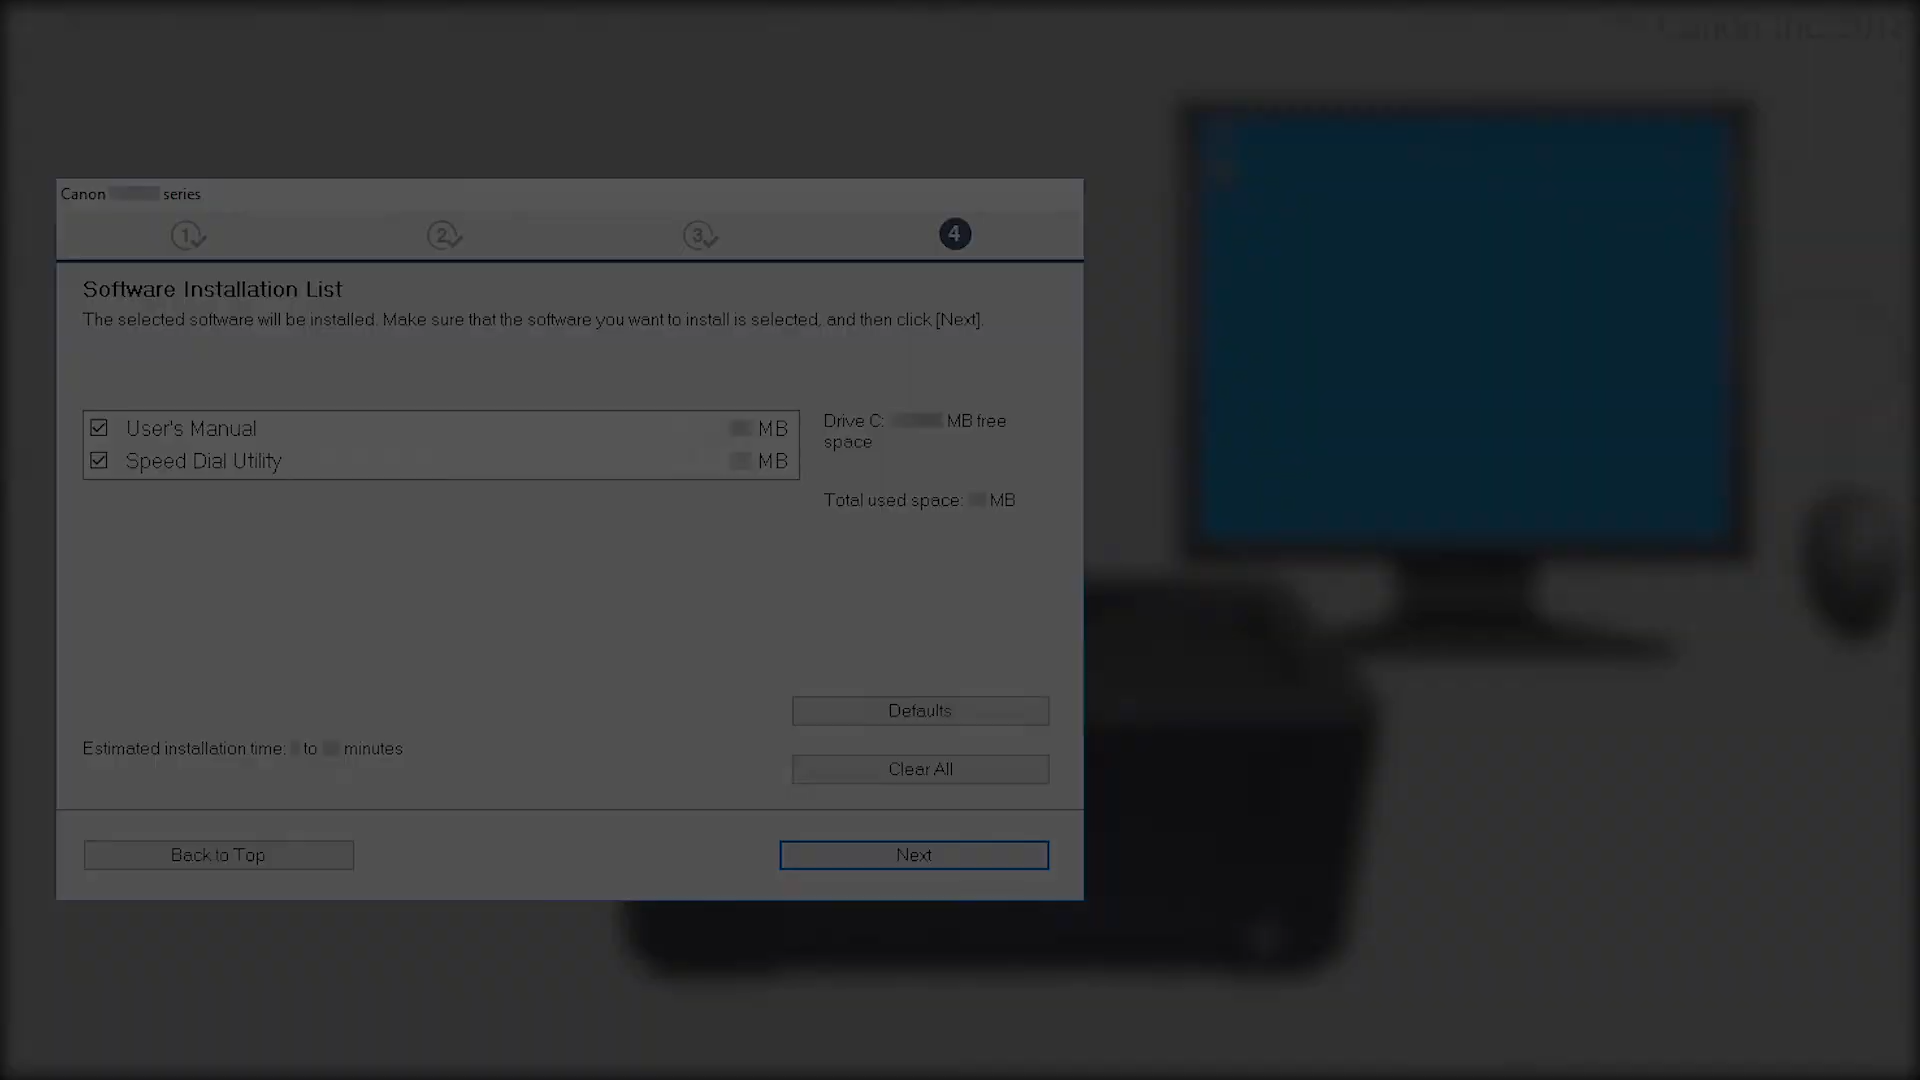 Canon series
1 2 3 4
Software Installation List
The selected software will be installed. Make sure that the software you want to install is selected, and then click [Next].
User's Manual MB
Speed Dial Utility MB
Drive C: MB free
space
Total used space: MB
Defaults
Estimated installation time: to minutes
Clear All
Back to Top
Next